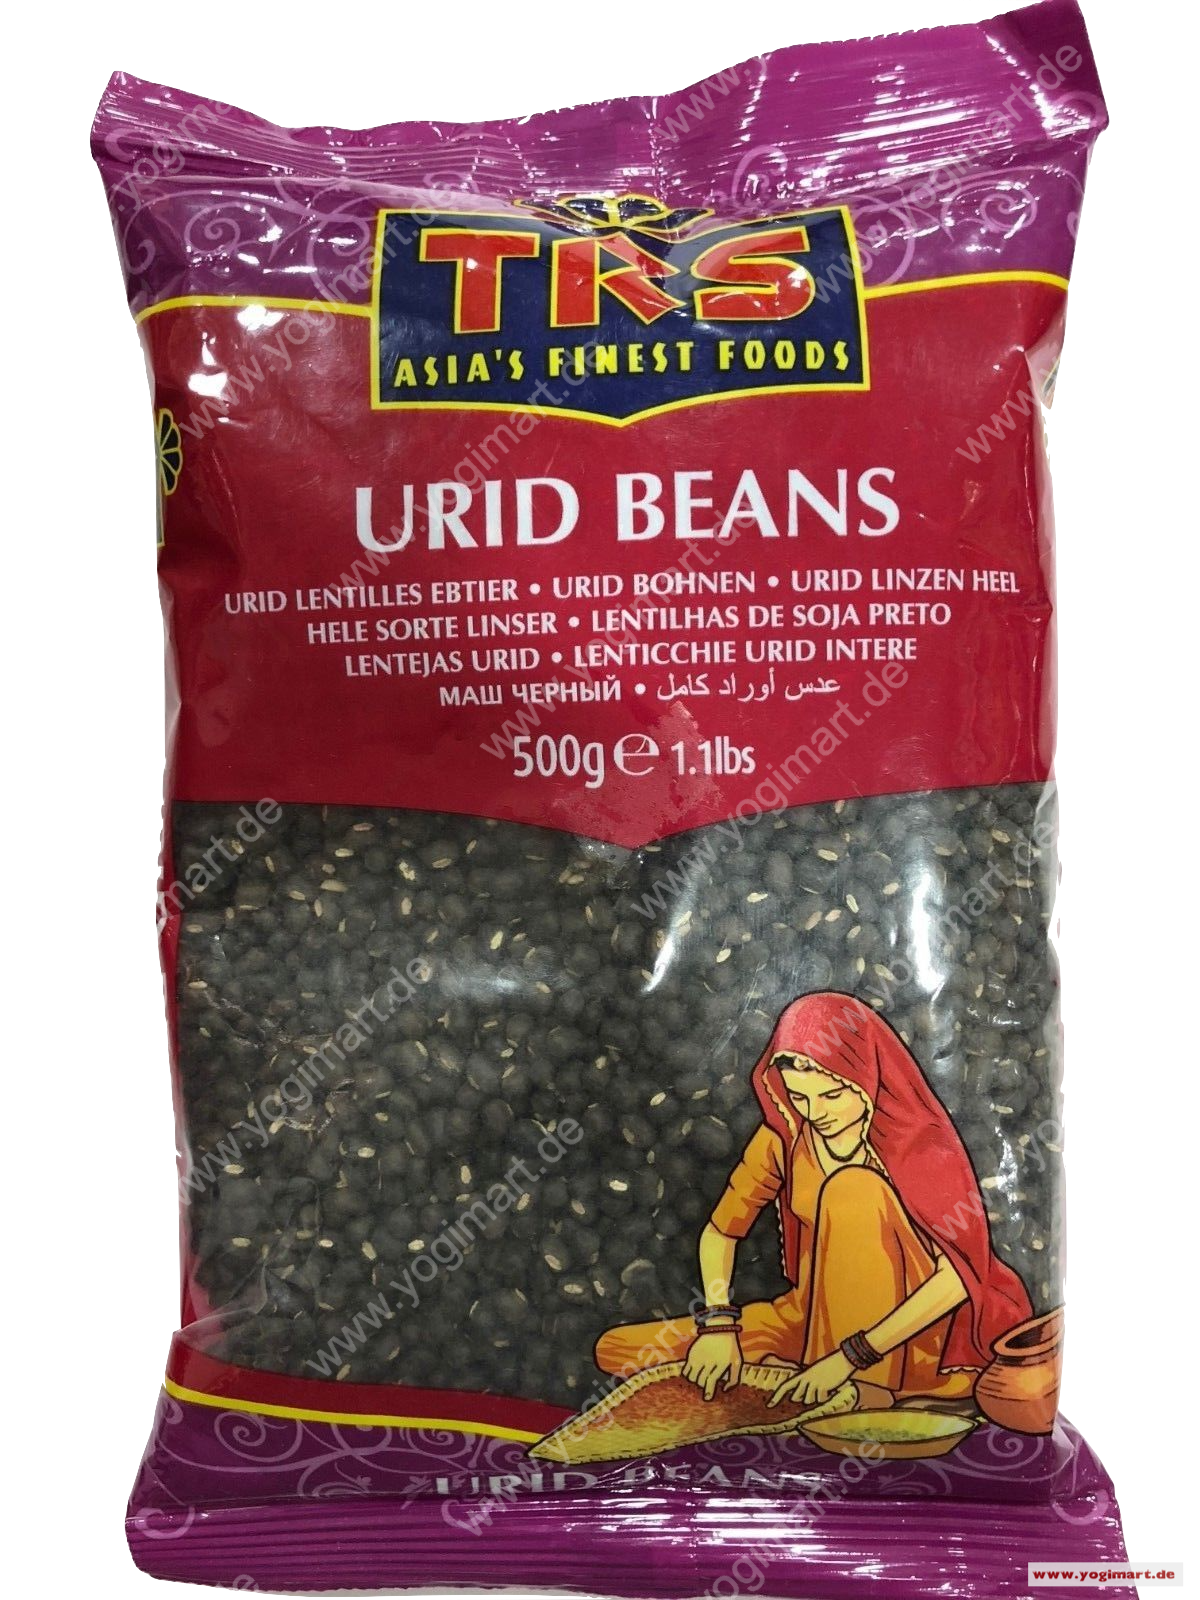 TRS
ASIA'S FINEST FOODS
URID BEANS
URID LENTILLES EBTIER • URID BOHNEN • URID LINZEN HEEL
HELE SORTE LINSER • LENTILHAS DE SOJA PRETO
LENTEJAS URID • LENTICCHIE URID INTERE
МАШ ЧЕРНЫЙ • عدس أوراد كامل
500g ℮ 1.1lbs
URID BEANS
www.yogimart.de